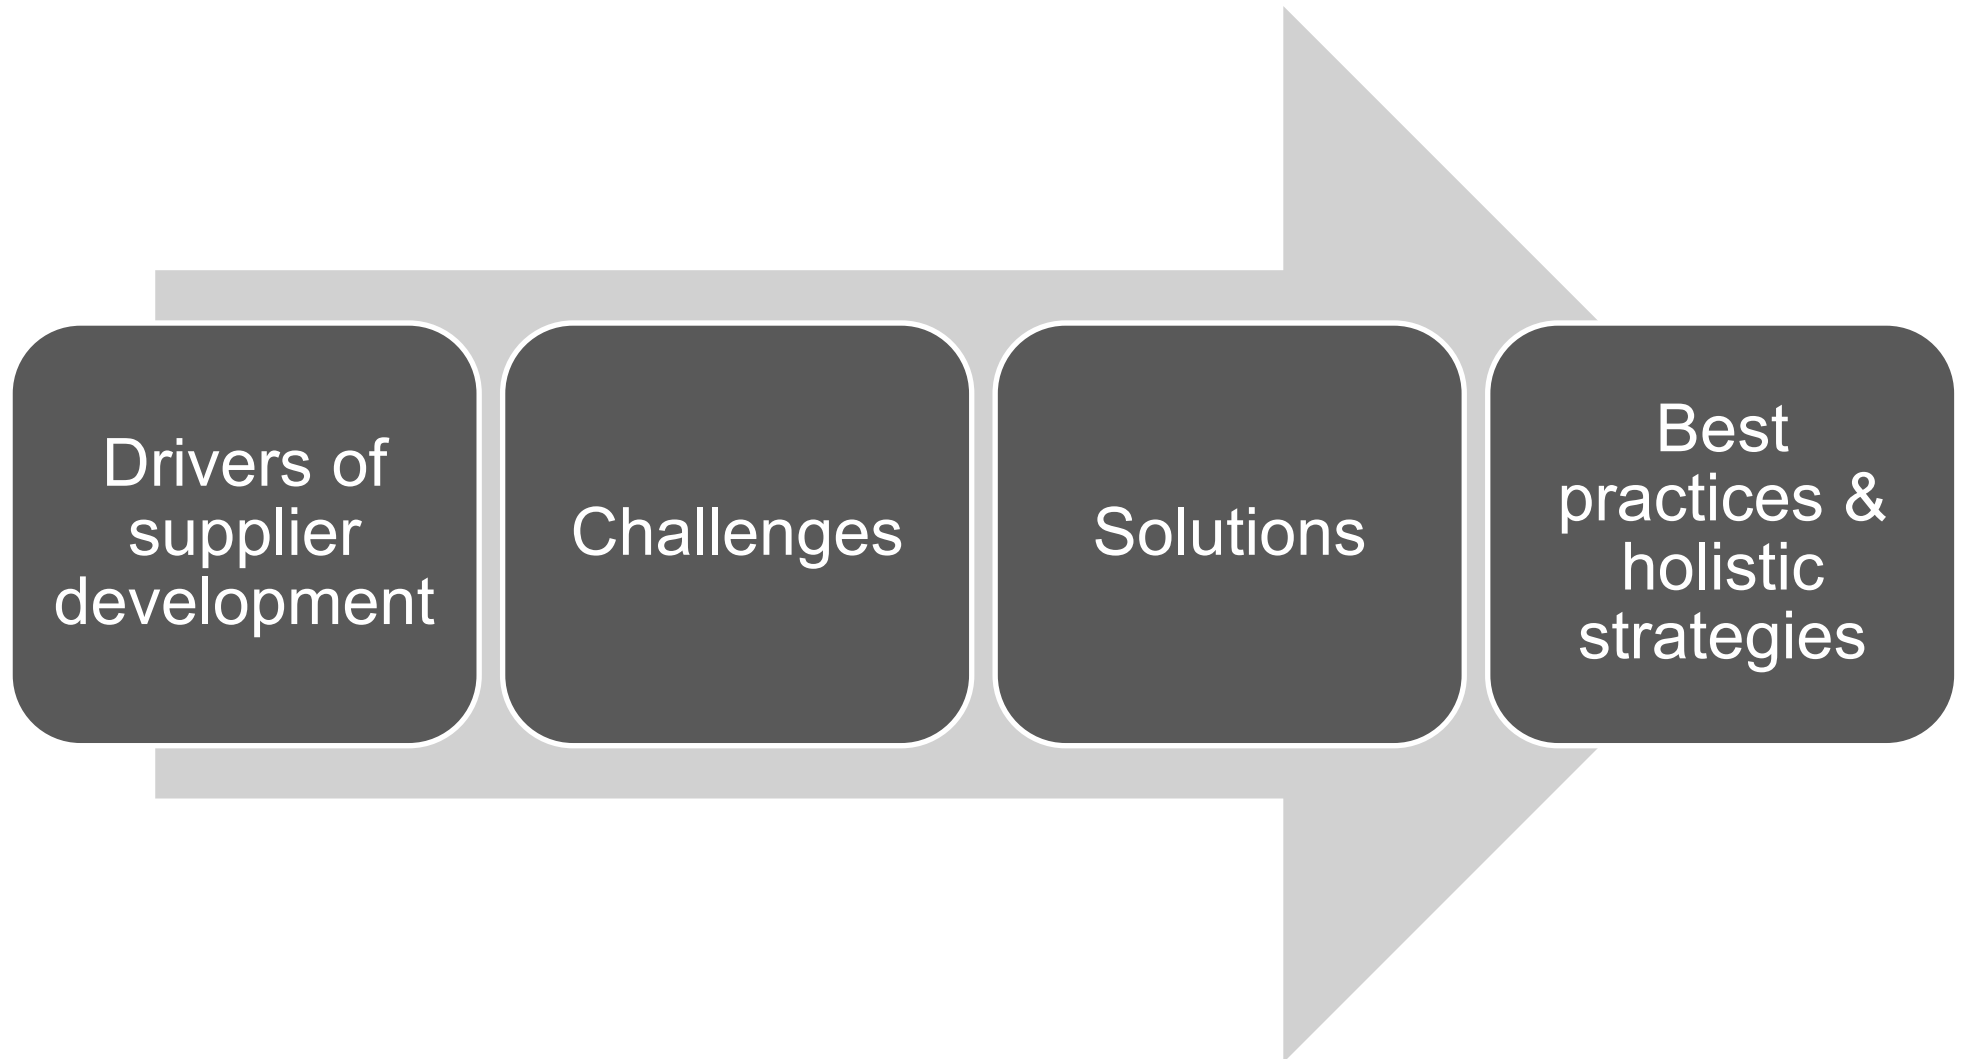 Drivers of
supplier
development
Challenges
Solutions
Best
practices &
holistic
strategies